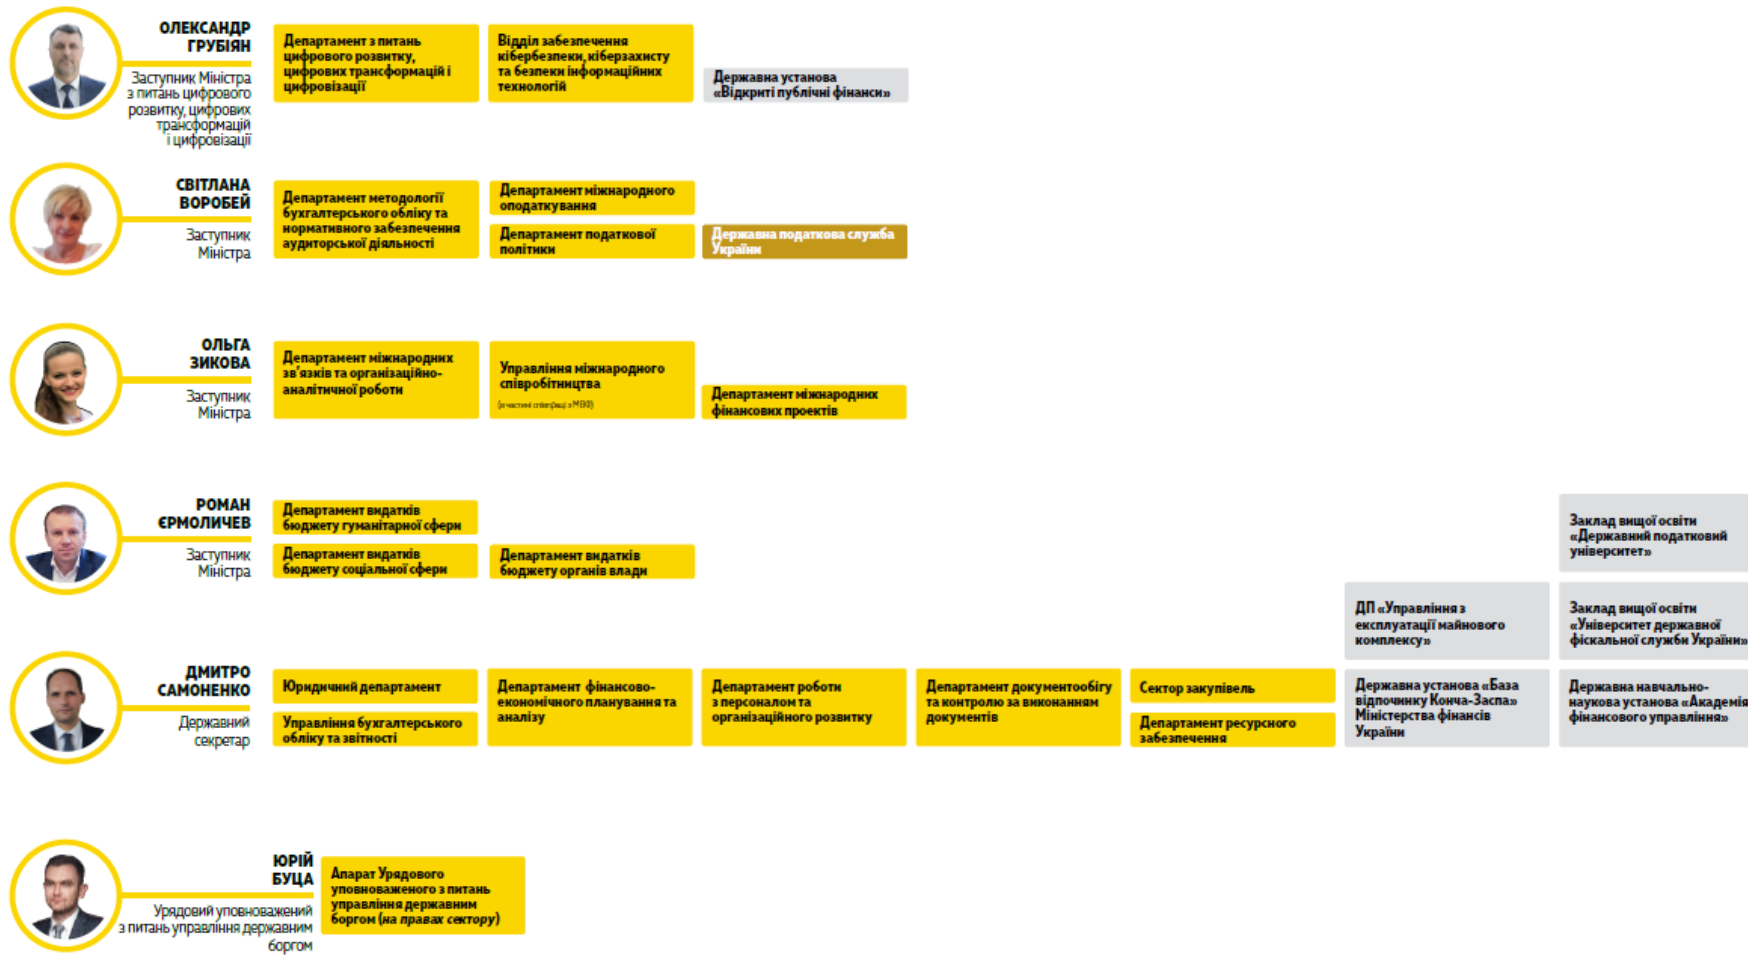 ОЛЕКСАНДР
ГРУБІЯН
Заступник Міністра
з питань цифрового
розвитку, цифрових
трансформацій
і цифровізації
Департамент з питань
цифрового розвитку,
цифрових трансформацій і
цифровізації
Відділ забезпечення
кібербезпеки, кіберзахисту
та безпеки інформаційних
технологій
Державна установа
«Відкриті публічні фінанси»
СВІТЛАНА
ВОРОБЕЙ
Заступник
Міністра
Департамент методології
бухгалтерського обліку та
нормативного забезпечення
аудиторської діяльності
Департамент міжнародного
оподаткування
Департамент податкової
політики
Державна податкова служба
України
ОЛЬГА
ЗИКОВА
Заступник
Міністра
Департамент міжнародних
зв'язків та організаційно-
аналітичної роботи
Управління міжнародного
співробітництва
(в частині співпраці з МВФ)
Департамент міжнародних
фінансових проектів
РОМАН
ЄРМОЛИЧЕВ
Заступник
Міністра
Департамент видатків
бюджету гуманітарної сфери
Департамент видатків
бюджету соціальної сфери
Департамент видатків
бюджету органів влади
Заклад вищої освіти
«Державний податковий
університет»
ДП «Управління з
експлуатації майнового
комплексу»
Заклад вищої освіти
«Університет державної
фіскальної служби України»
ДМИТРО
САМОНЕНКО
Державний
секретар
Юридичний департамент
Управління бухгалтерського
обліку та звітності
Департамент фінансово-
економічного планування та
аналізу
Департамент роботи
з персоналом та
організаційного розвитку
Департамент документообігу
та контролю за виконанням
документів
Сектор закупівель
Департамент ресурсного
забезпечення
Державна установа «База
відпочинку Конча-Заспа»
Міністерства фінансів
України
Державна навчально-
наукова установа «Академія
фінансового управління»
ЮРІЙ
БУЦА
Урядовий уповноважений
з питань управління державним
боргом
Апарат Урядового
уповноваженого з питань
управління державним
боргом (на правах сектору)